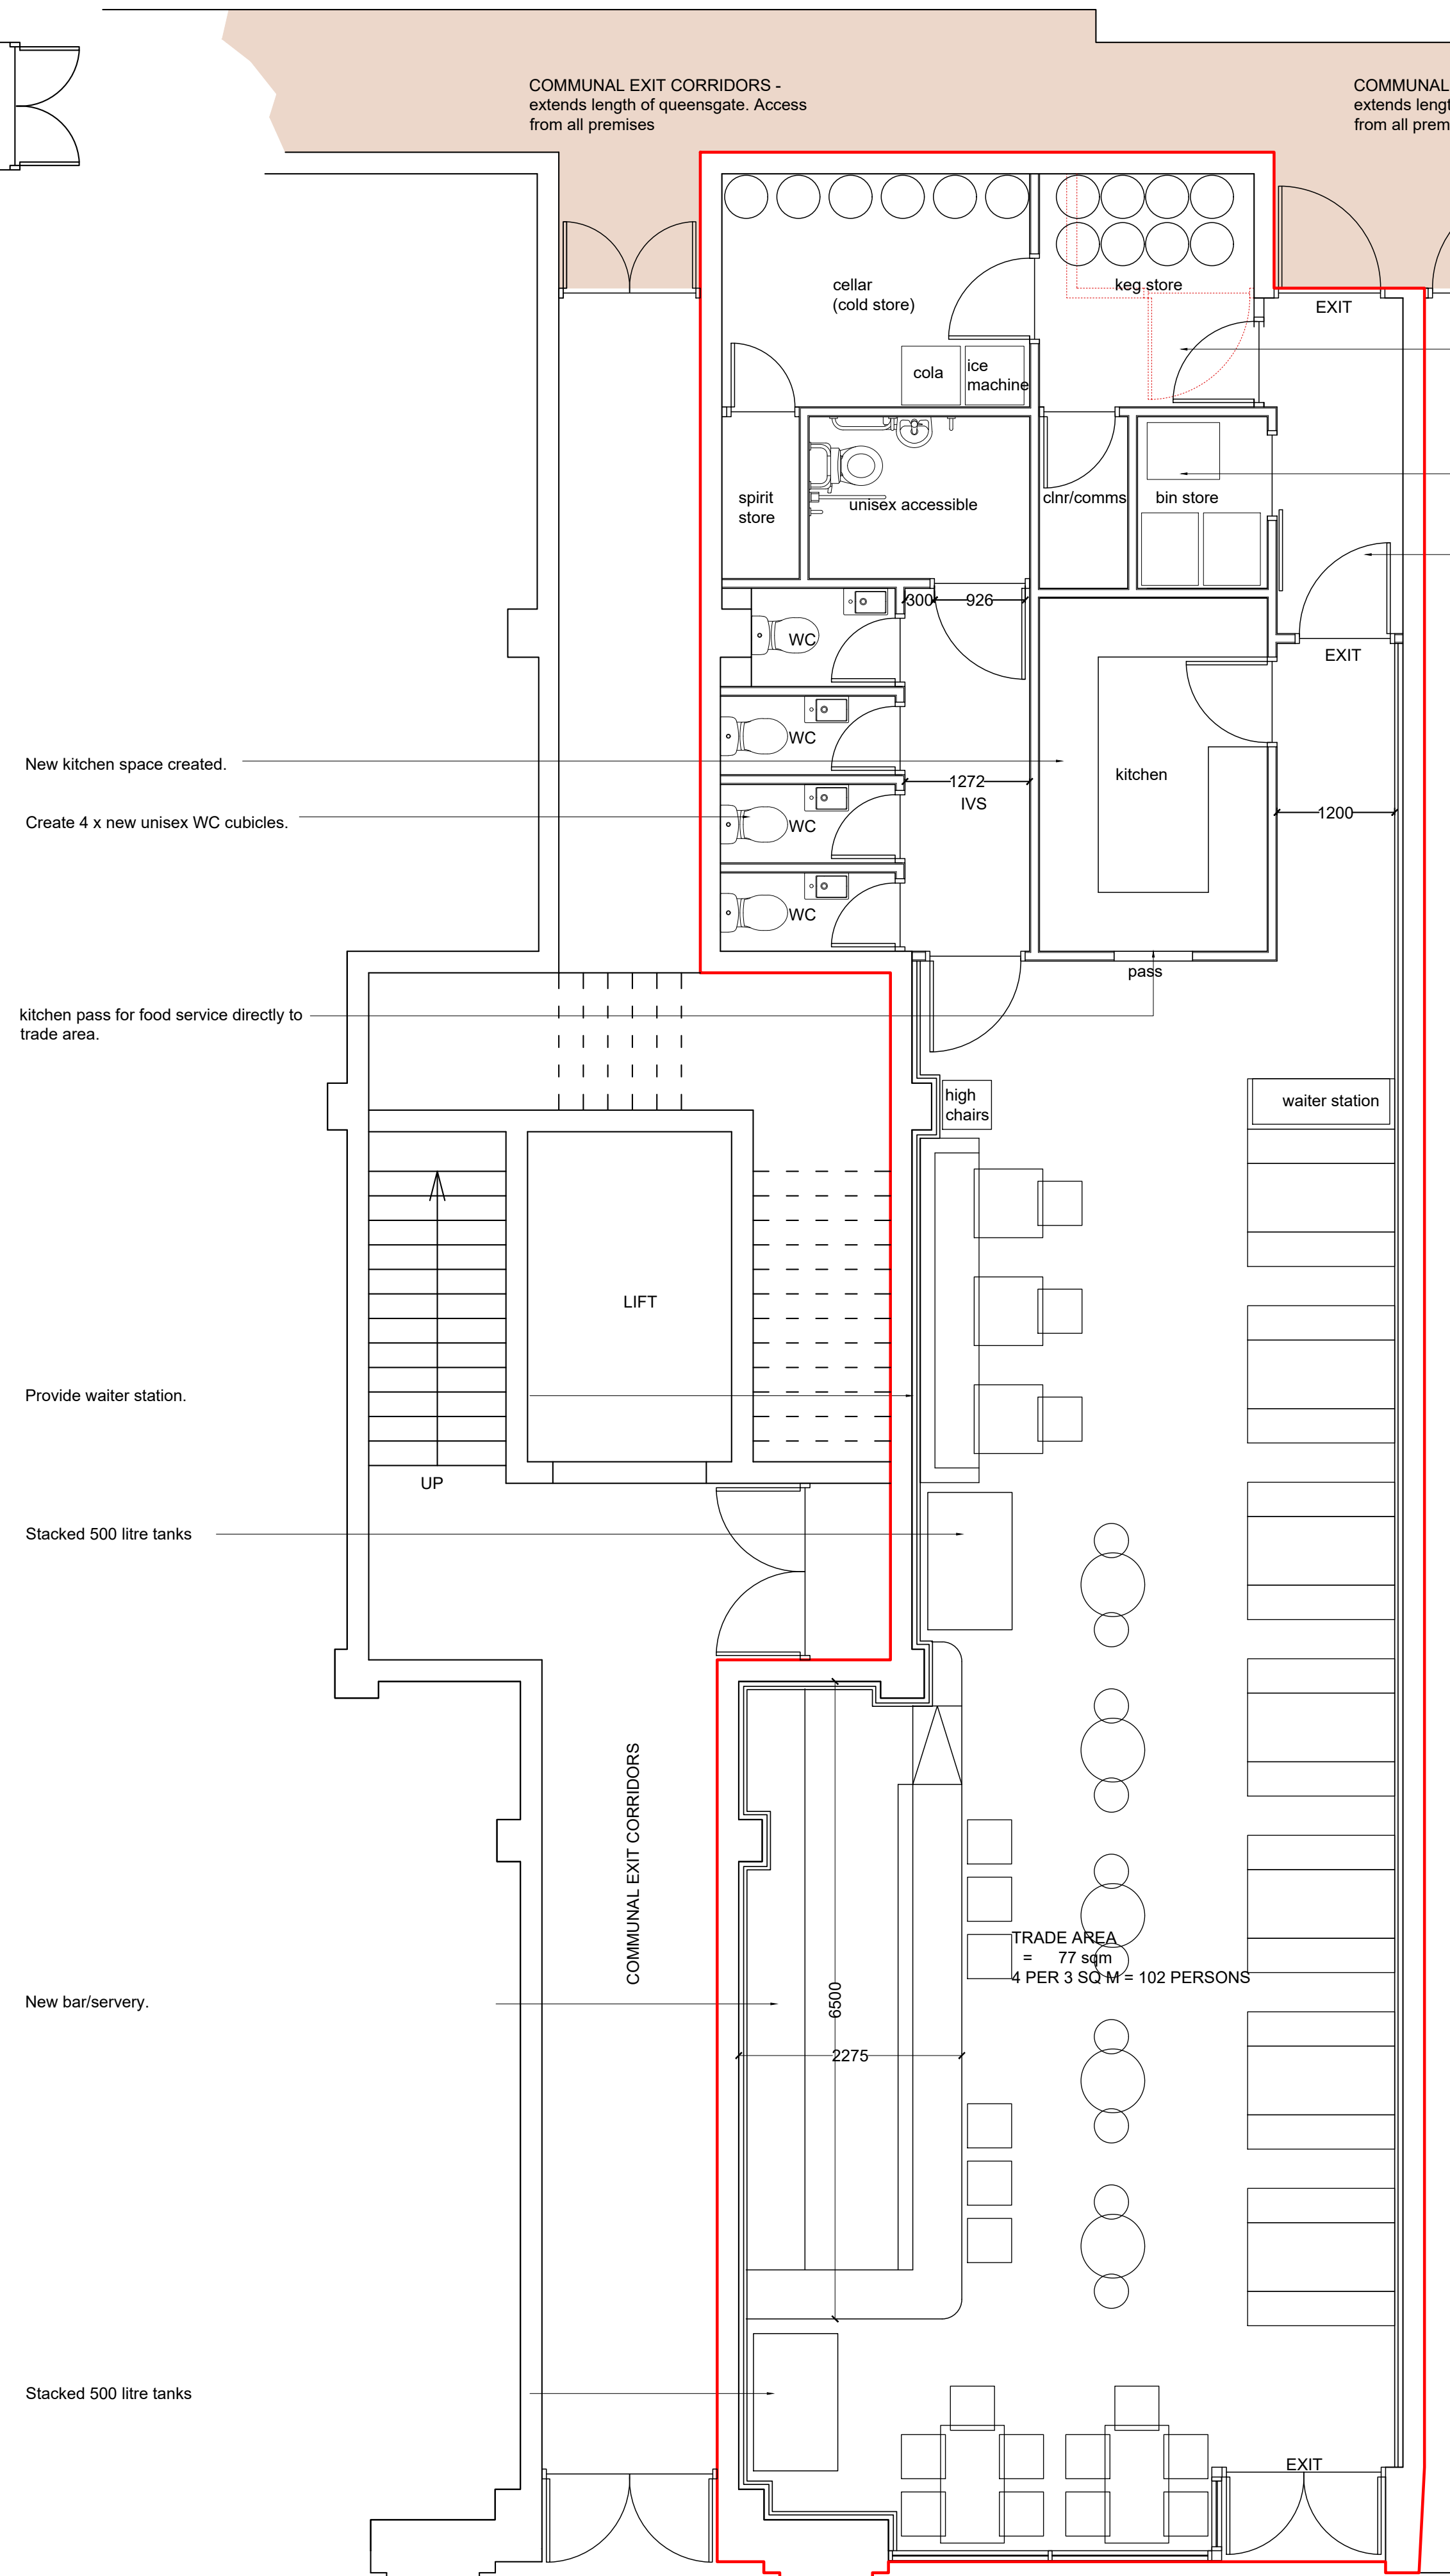 COMMUNAL EXIT CORRIDORS -
extends length of queensgate. Access
from all premises
COMMUNAL
extends lengt
from all prem
cellar
(cold store)
keg store
EXIT
cola
ice
machine
spirit
store
unisex accessible
clnr/comms
bin store
300
926
WC
EXIT
WC
New kitchen space created.
kitchen
1272
IVS
1200
Create 4 x new unisex WC cubicles.
WC
WC
pass
kitchen pass for food service directly to
trade area.
high
chairs
waiter station
LIFT
Provide waiter station.
UP
Stacked 500 litre tanks
COMMUNAL EXIT CORRIDORS
TRADE AREA
= 77 sqm
4 PER 3 SQ M = 102 PERSONS
New bar/servery.
6500
2275
Stacked 500 litre tanks
EXIT